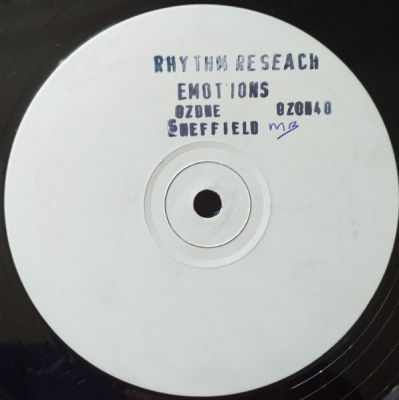 RHYTHM RESEACH
EMOTIONS
OZONE OZON40
SHEFFIELD MB